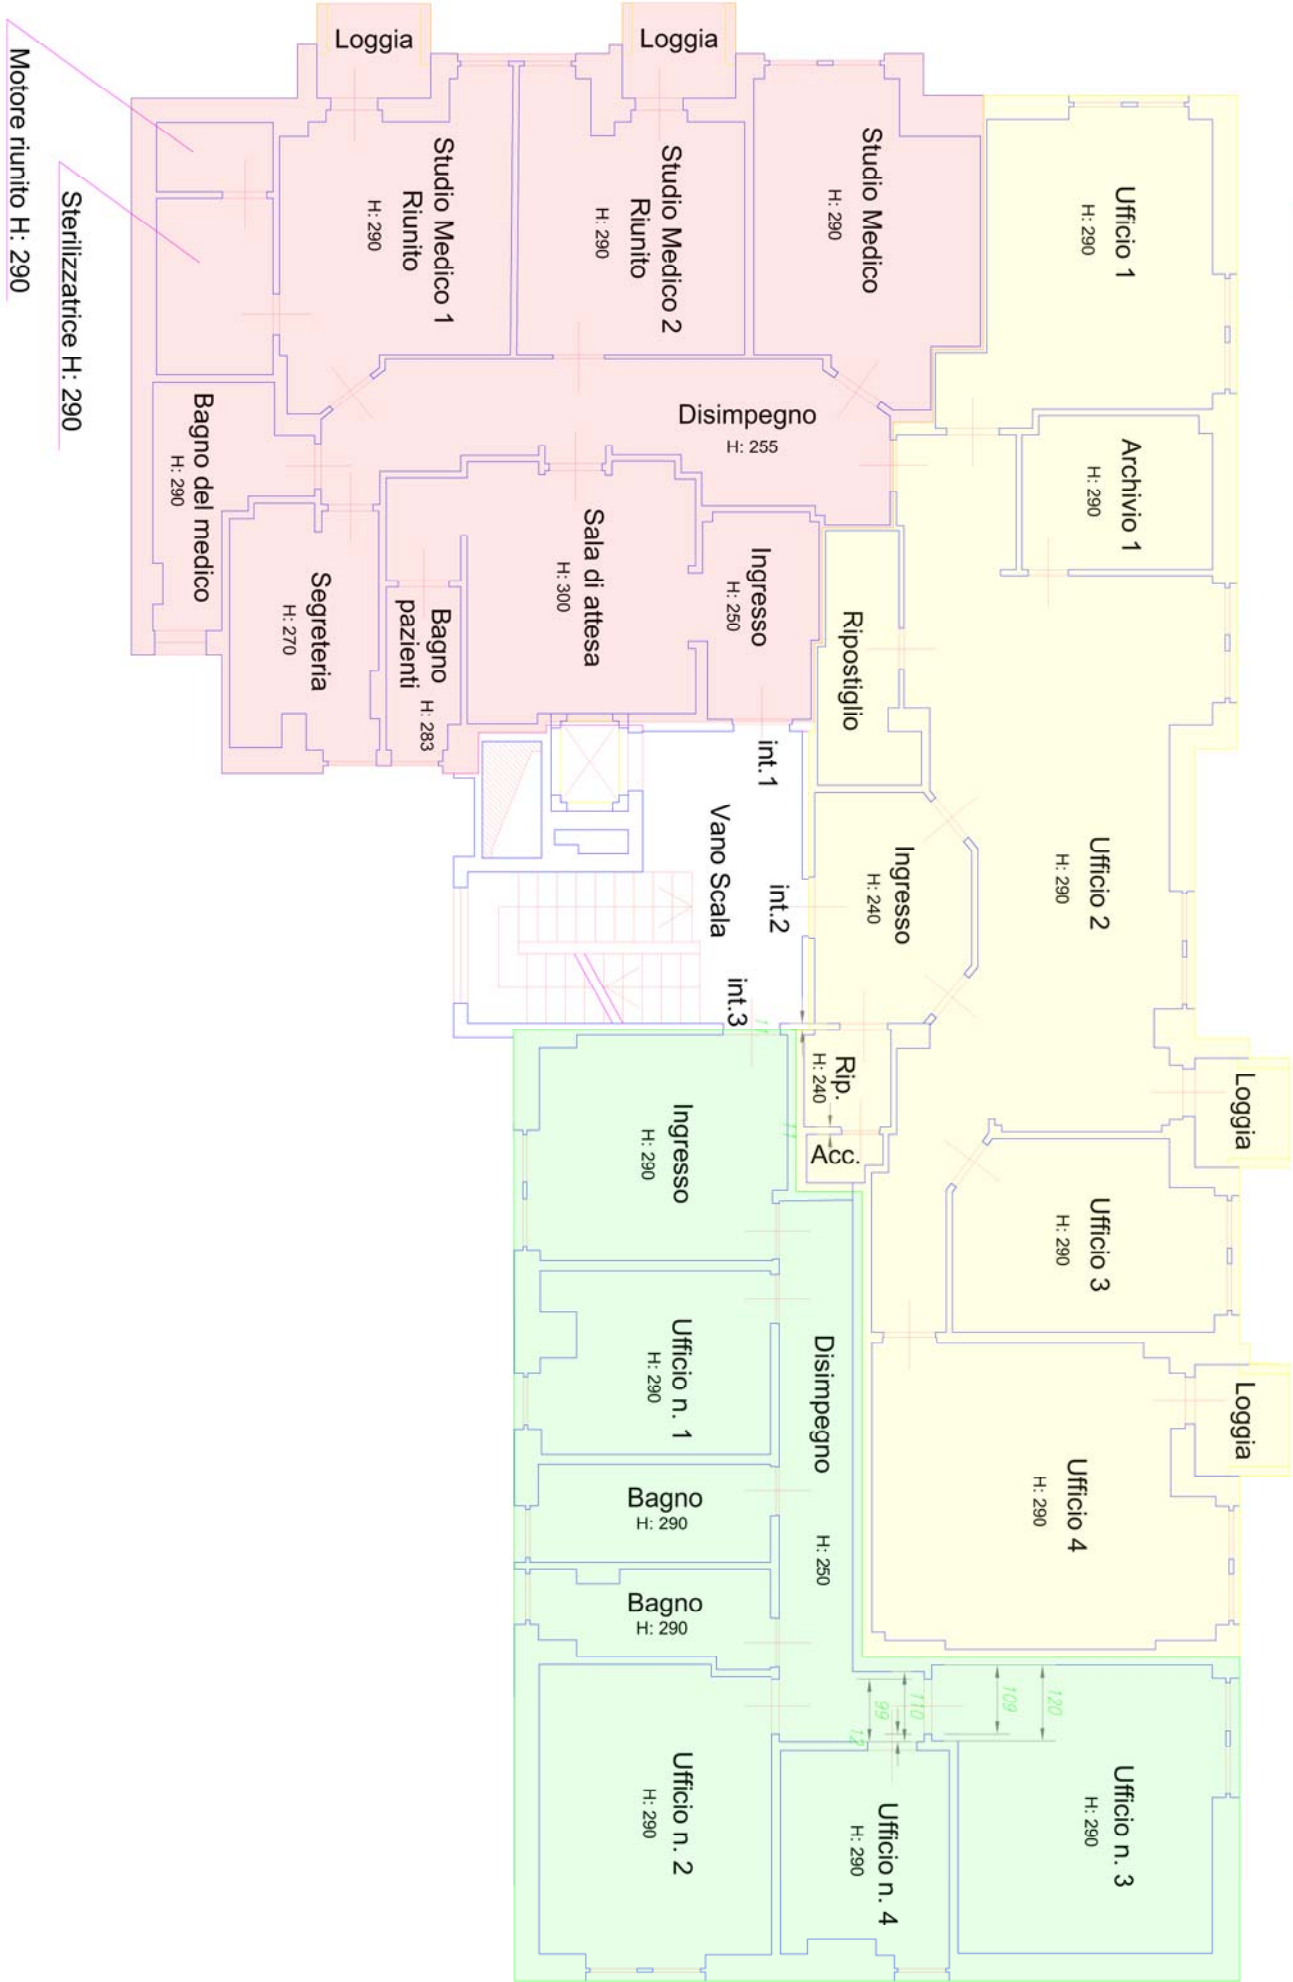 Loggia
Loggia
Motore riunito H: 290
Sterilizzatrice H: 290
Studio Medico 1
Riunito
H: 290
Studio Medico 2
Riunito
H: 290
Studio Medico
H: 290
Ufficio 1
H: 290
Disimpegno
H: 255
Archivio 1
H: 290
Bagno del medico
H: 290
Segreteria
H: 270
Bagno
pazienti
H: 283
Sala di attesa
H: 300
Ingresso
H: 250
Ripostiglio
int.1
Vano Scala
int.2
int.3
Ingresso
H: 240
Ufficio 2
H: 290
11
Rip.
H: 240
11
Acc.
Loggia
Ingresso
H: 290
Ufficio 3
H: 290
Ufficio n. 1
H: 290
Disimpegno
H: 250
Loggia
Ufficio 4
H: 290
Bagno
H: 290
Bagno
H: 290
99
110
12
109
120
Ufficio n. 2
H: 290
Ufficio n. 4
H: 290
Ufficio n. 3
H: 290